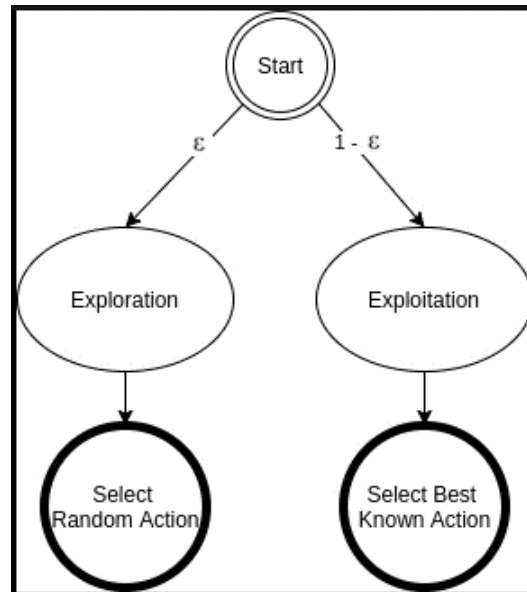 Start
ε
1 - ε
Exploration
Exploitation
Select
Random Action
Select Best
Known Action